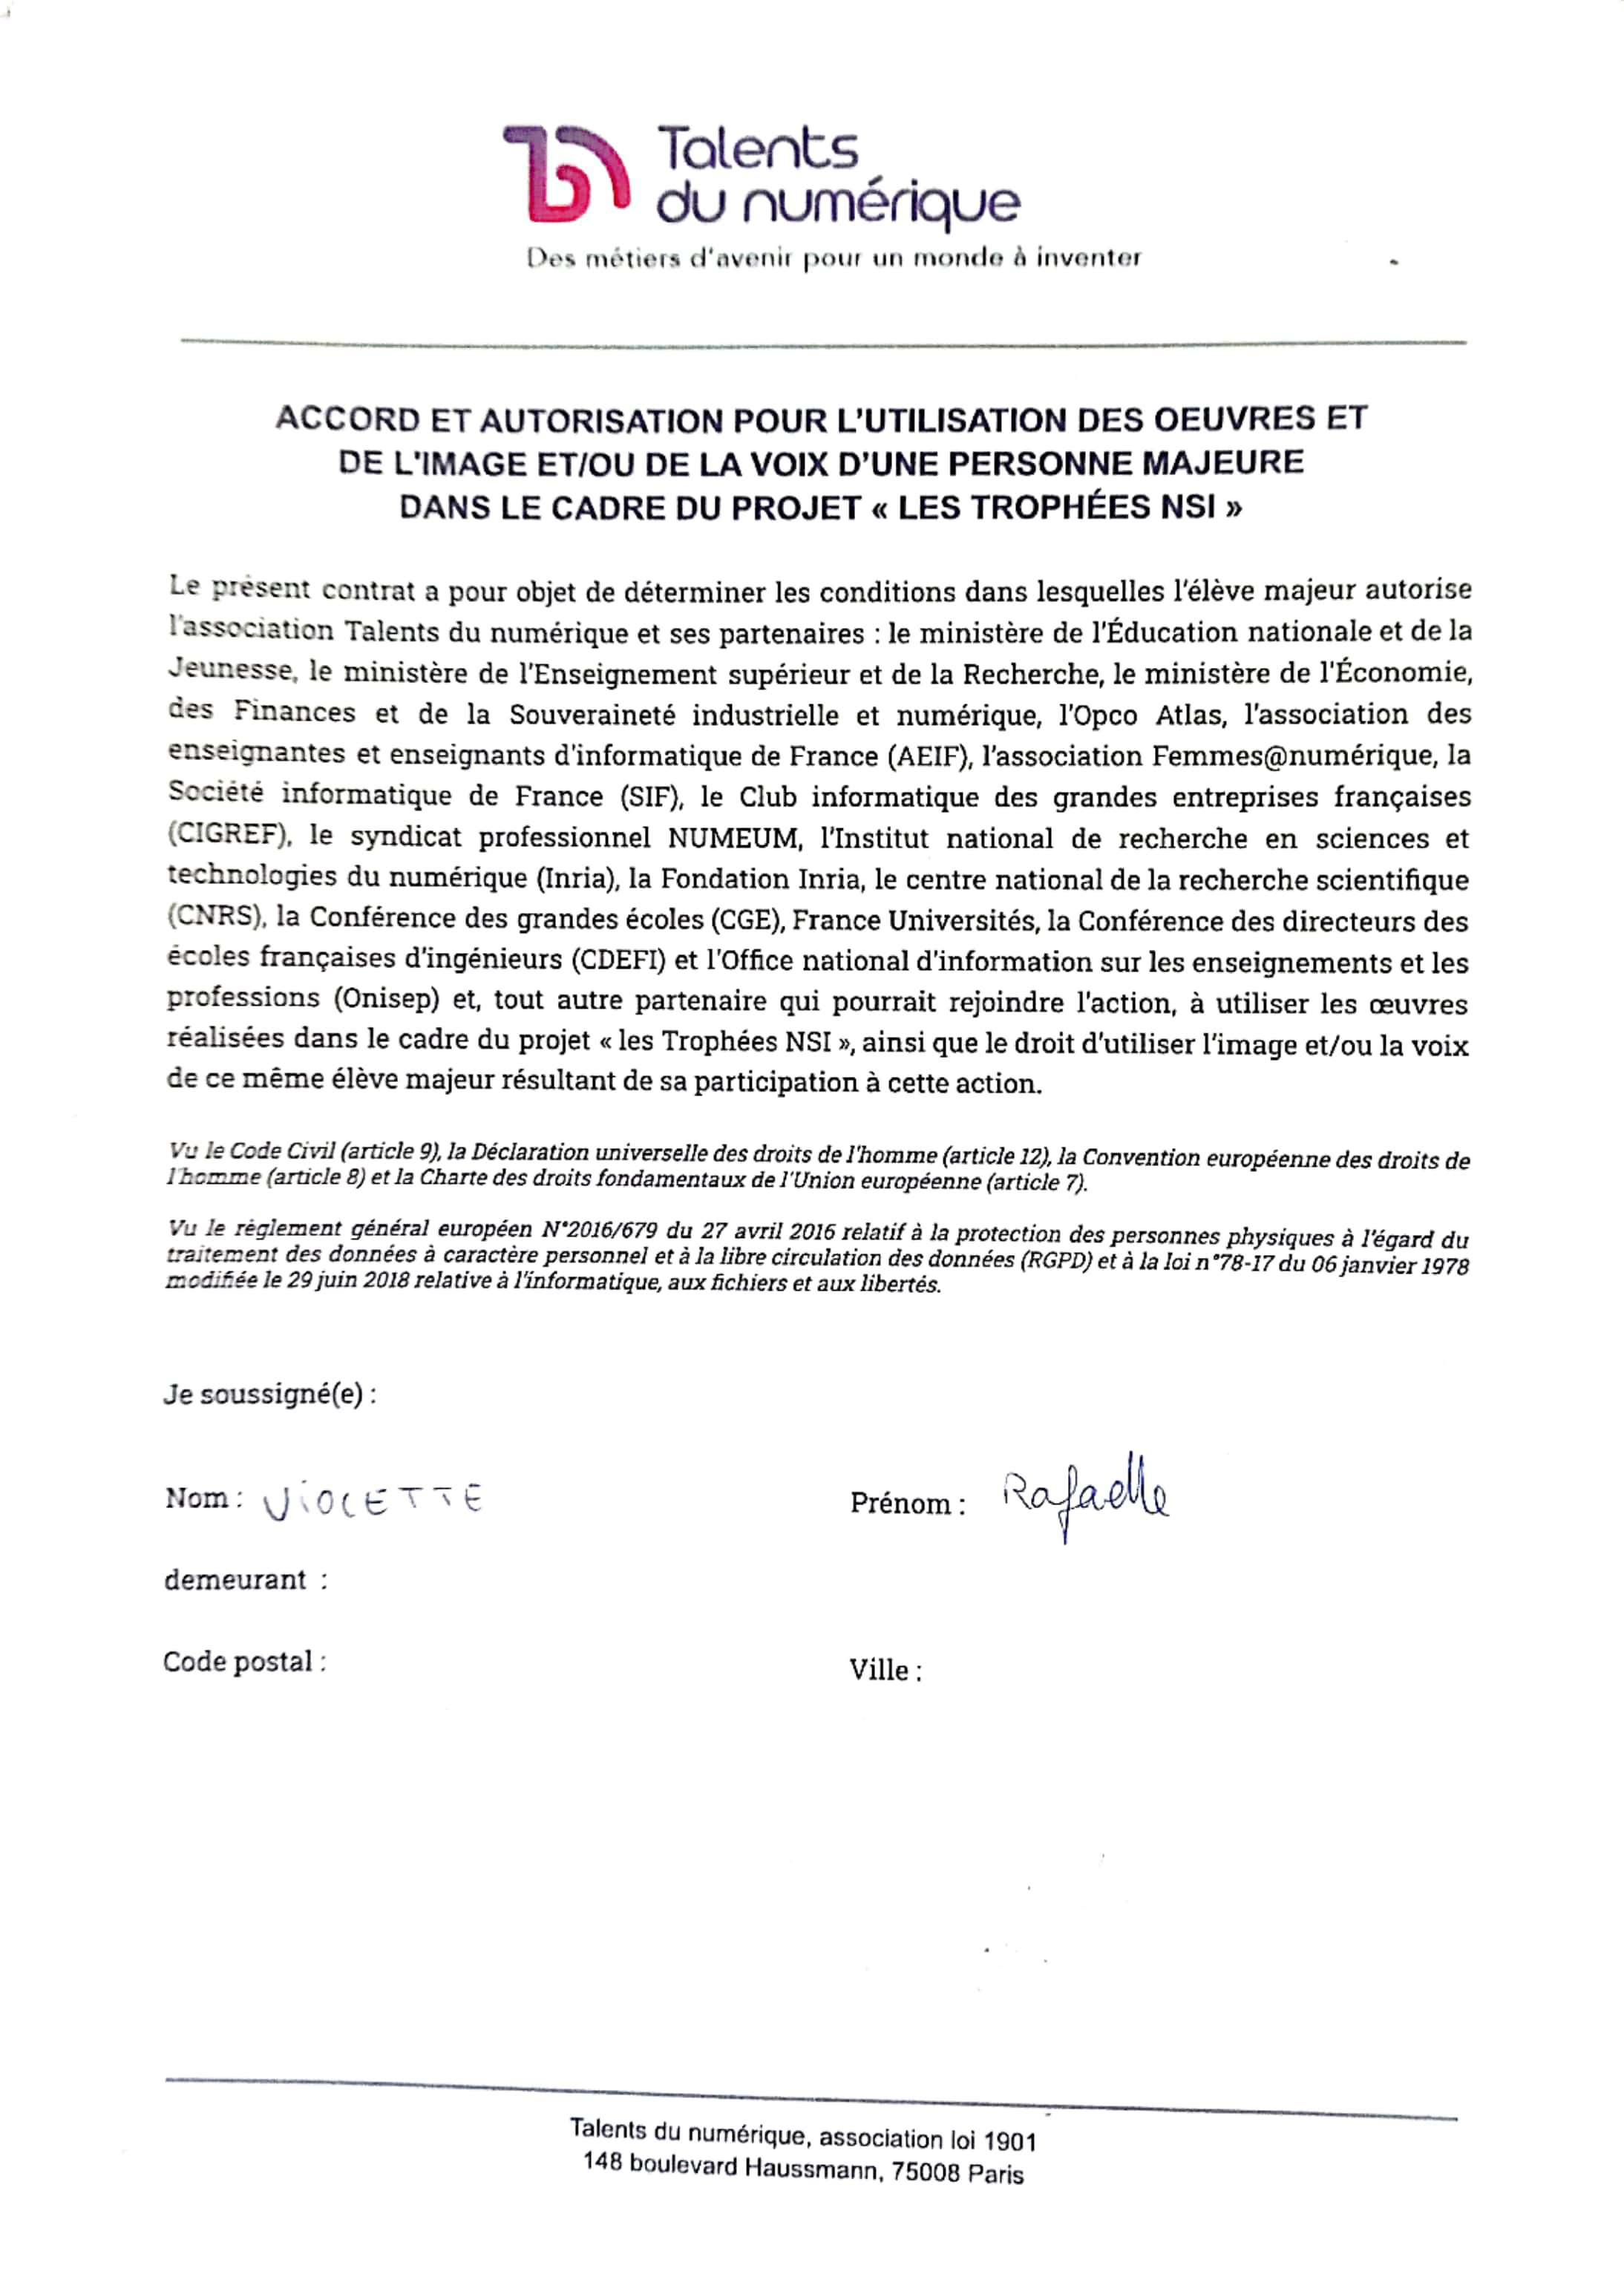 Talents
du numérique
Des métiers d'avenir pour un monde à inventer
ACCORD ET AUTORISATION POUR L'UTILISATION DES OEUVRES ET
DE L'IMAGE ET/OU DE LA VOIX D'UNE PERSONNE MAJEURE
DANS LE CADRE DU PROJET « LES TROPHÉES NSI »
Le présent contrat a pour objet de déterminer les conditions dans lesquelles l'élève majeur autorise
l'association Talents du numérique et ses partenaires : le ministère de l'Éducation nationale et de la
Jeunesse, le ministère de l'Enseignement supérieur et de la Recherche, le ministère de l'Économie,
des Finances et de la Souveraineté industrielle et numérique, l'Opco Atlas, l'association des
enseignantes et enseignants d'informatique de France (AEIF), l'association Femmes@numérique, la
Société informatique de France (SIF), le Club informatique des grandes entreprises françaises
(CIGREF), le syndicat professionnel NUMEUM, l'Institut national de recherche en sciences et
technologies du numérique (Inria), la Fondation Inria, le centre national de la recherche scientifique
(CNRS), la Conférence des grandes écoles (CGE), France Universités, la Conférence des directeurs des
écoles françaises d'ingénieurs (CDEFI) et l'Office national d'information sur les enseignements et les
professions (Onisep) et, tout autre partenaire qui pourrait rejoindre l'action, à utiliser les œuvres
réalisées dans le cadre du projet « les Trophées NSI », ainsi que le droit d'utiliser l'image et/ou la voix
de ce même élève majeur résultant de sa participation à cette action.
Vu le Code Civil (article 9), la Déclaration universelle des droits de l'homme (article 12), la Convention européenne des droits de
l'homme (article 8) et la Charte des droits fondamentaux de l'Union européenne (article 7).
Vu le règlement général européen N°2016/679 du 27 avril 2016 relatif à la protection des personnes physiques à l'égard du
traitement des données à caractère personnel et à la libre circulation des données (RGPD) et à la loi n°78-17 du 06 janvier 1978
modifiée le 29 juin 2018 relative à l'informatique, aux fichiers et aux libertés.
Je soussigné(e) :
Nom : VIOLETTE Prénom : Rafaelle
demeurant :
Code postal : Ville :
Talents du numérique, association loi 1901
148 boulevard Haussmann, 75008 Paris